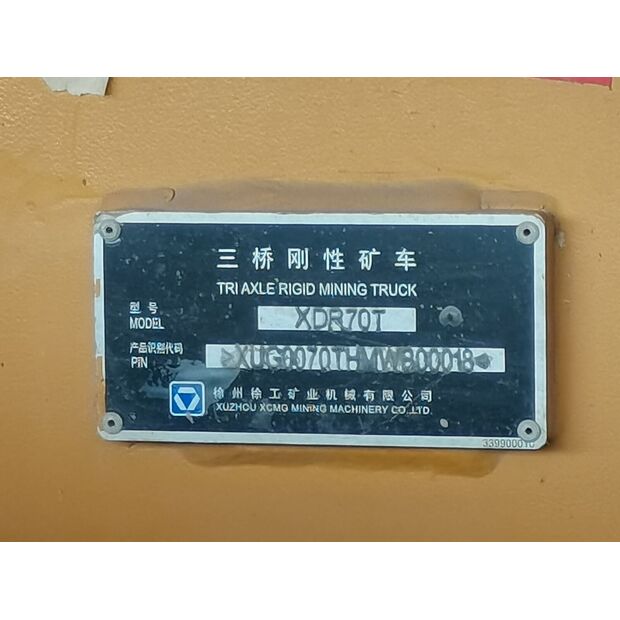 三桥刚性矿车
TRI AXLE RIGID MINING TRUCK
型号
MODEL
XDR70T
产品识别代码
PIN
徐州徐工矿业机械有限公司
XUZHOU XCMG MINING MACHINERY CO.,LTD.